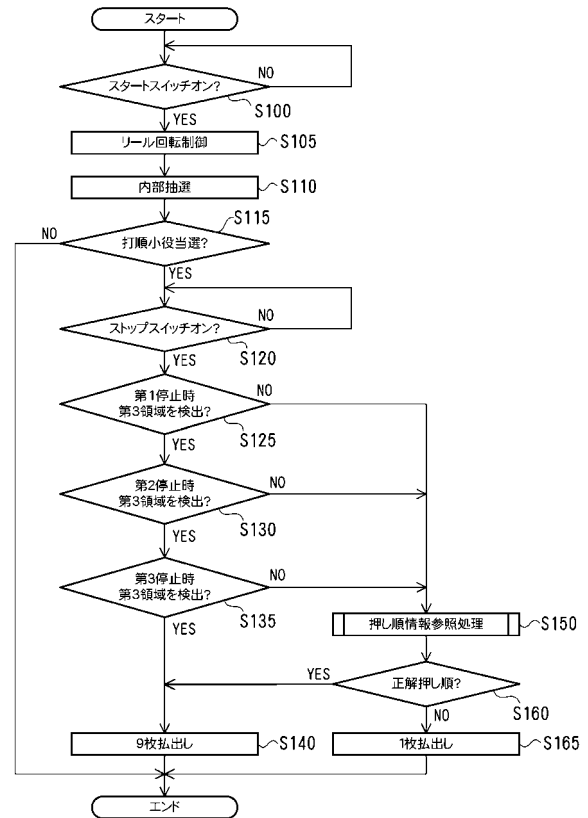 スタート
スタートスイッチオン?
NO
S100
YES
リール回転制御
S105
内部抽選
S110
S115
NO
打順小役当選?
YES
ストップスイッチオン?
NO
S120
YES
第1停止時
第3領域を検出?
NO
S125
YES
第2停止時
第3領域を検出?
NO
S130
YES
第3停止時
第3領域を検出?
NO
S135
YES
押し順情報参照処理
S150
YES
正解押し順?
S160
NO
9枚払出し
S140
1枚払出し
S165
エンド